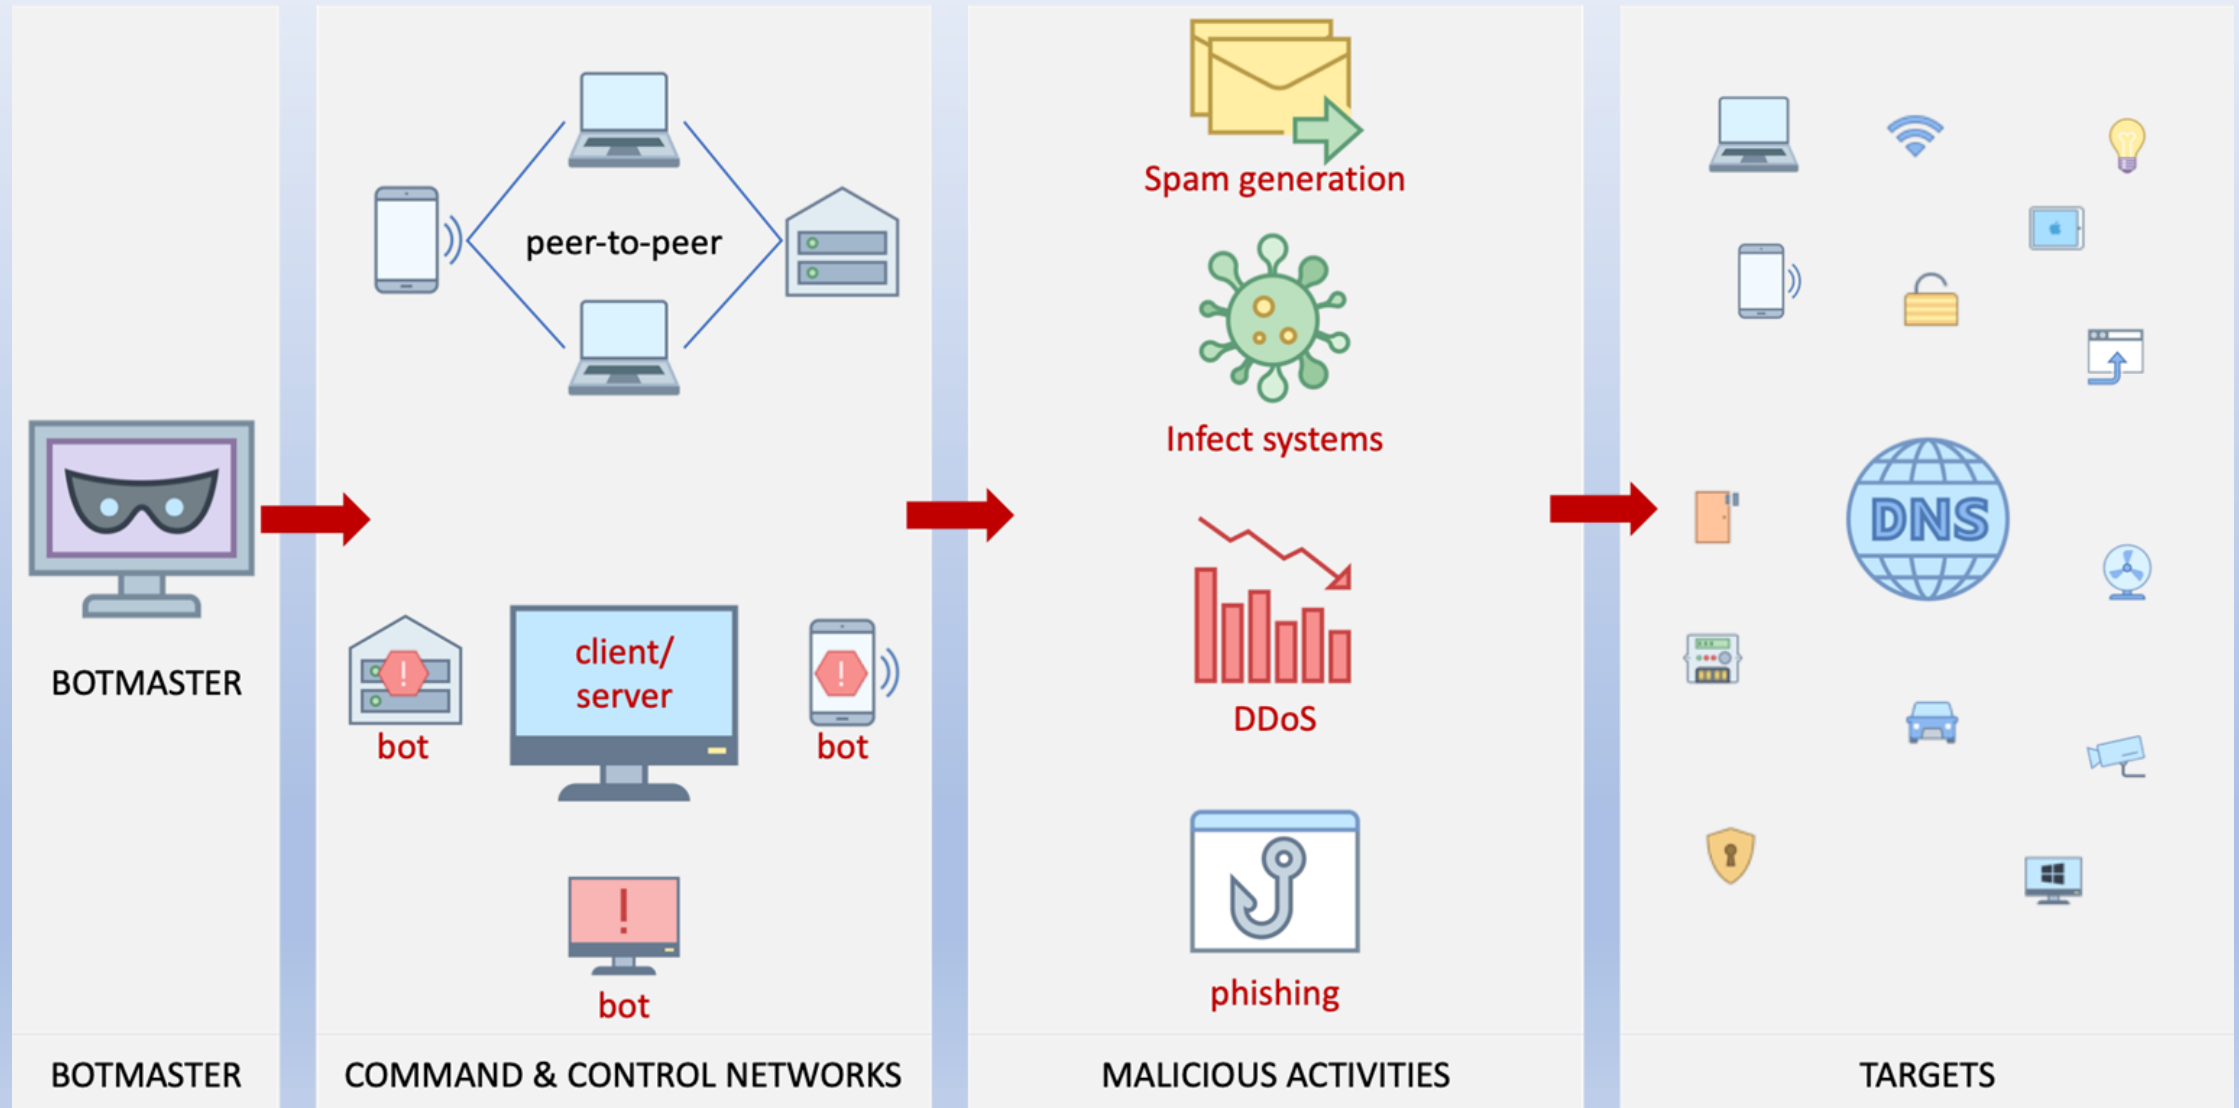 BOTMASTER
peer-to-peer
client/
server
bot
bot
bot
Spam generation
Infect systems
DDoS
phishing
DNS
BOTMASTER
COMMAND & CONTROL NETWORKS
MALICIOUS ACTIVITIES
TARGETS